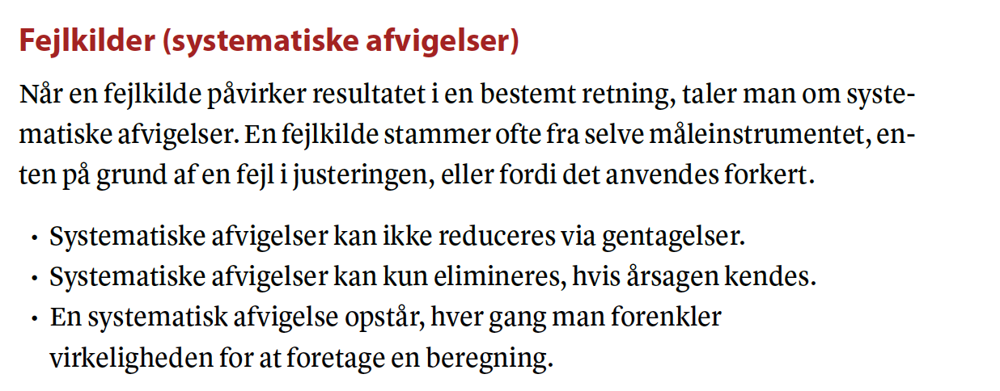 Fejlkilder (systematiske afvigelser)
Når en fejlkilde påvirker resultatet i en bestemt retning, taler man om syste-
matiske afvigelser. En fejlkilde stammer ofte fra selve måleinstrumentet, en-
ten på grund af en fejl i justeringen, eller fordi det anvendes forkert.
• Systematiske afvigelser kan ikke reduceres via gentagelser.
• Systematiske afvigelser kan kun elimineres, hvis årsagen kendes.
• En systematisk afvigelse opstår, hver gang man forenkler
virkeligheden for at foretage en beregning.